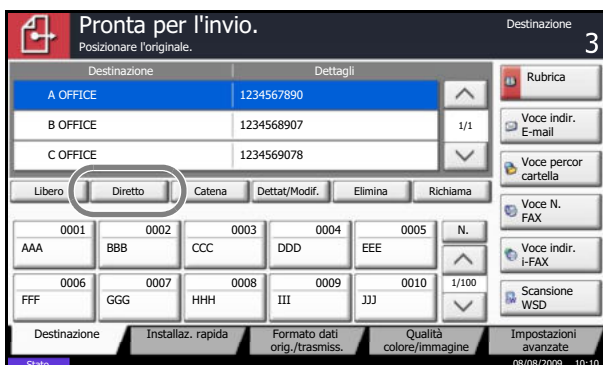 Pronta per l'invio.
Posizionare l'originale.
Destinazione
3
Destinazione Dettagli
A OFFICE 1234567890
B OFFICE 1234568907
C OFFICE 1234569078
1/1
Libero Diretto Catena Dettat/Modif. Elimina Richiama
0001 0002 0003 0004 0005 N.
AAA BBB CCC DDD EEE
0006 0007 0008 0009 0010 1/100
FFF GGG HHH III JJJ
Rubrica
Voce indir.
E-mail
Voce percor
cartella
Voce N.
FAX
Voce indir.
i-FAX
Scansione
WSD
Destinazione Installaz. rapida Formato dati
orig./trasmiss. Qualità
colore/immagine Impostazioni
avanzate
Stato 08/08/2009 10:10